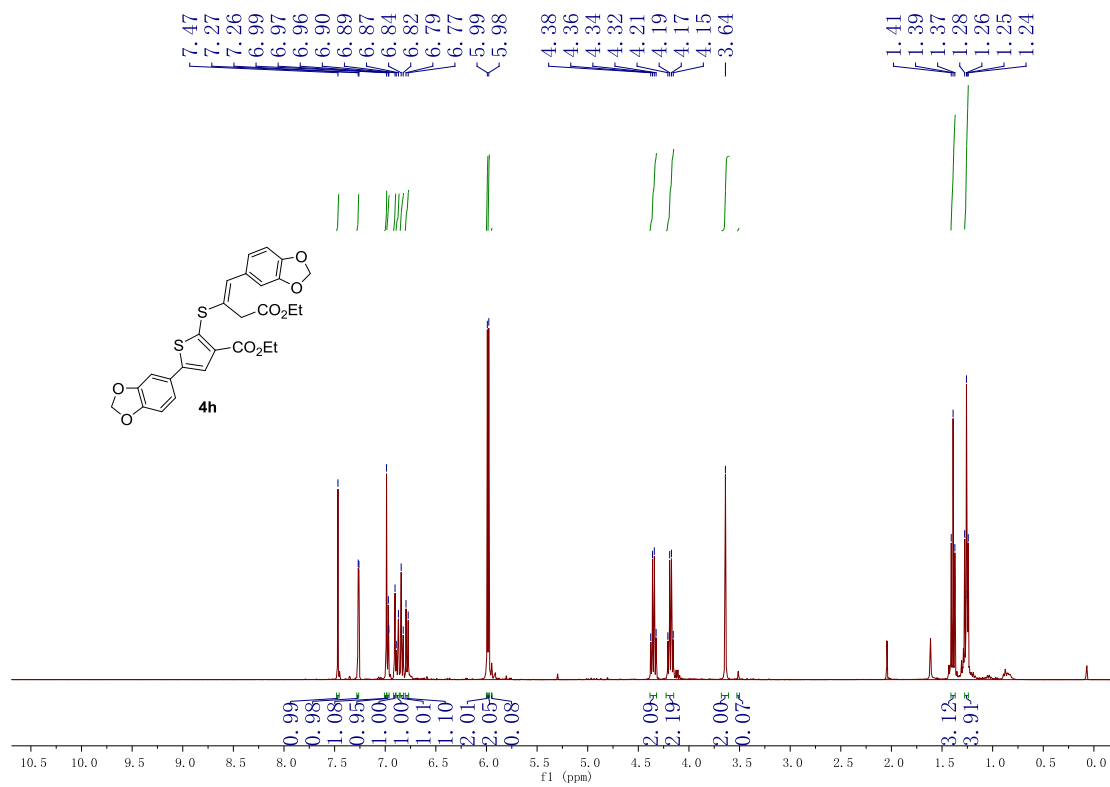 7.47 7.27 7.26 6.99 6.97 6.96 6.90 6.89 6.87 6.84 6.82 6.79 6.77 5.99 5.98 4.38 4.36 4.34 4.32 4.21 4.19 4.17 4.15 3.64 1.41 1.39 1.37 1.28 1.26 1.25 1.24
O
O
S
CO2Et
S
CO2Et
O
O
4h
0.99 0.98 1.08 0.95 1.00 1.00 1.01 1.10 2.01 2.05 0.08 2.09 2.19 2.00 0.07 3.12 3.91
10.5 10.0 9.5 9.0 8.5 8.0 7.5 7.0 6.5 6.0 5.5 5.0 4.5 4.0 3.5 3.0 2.5 2.0 1.5 1.0 0.5 0.0
f1 (ppm)